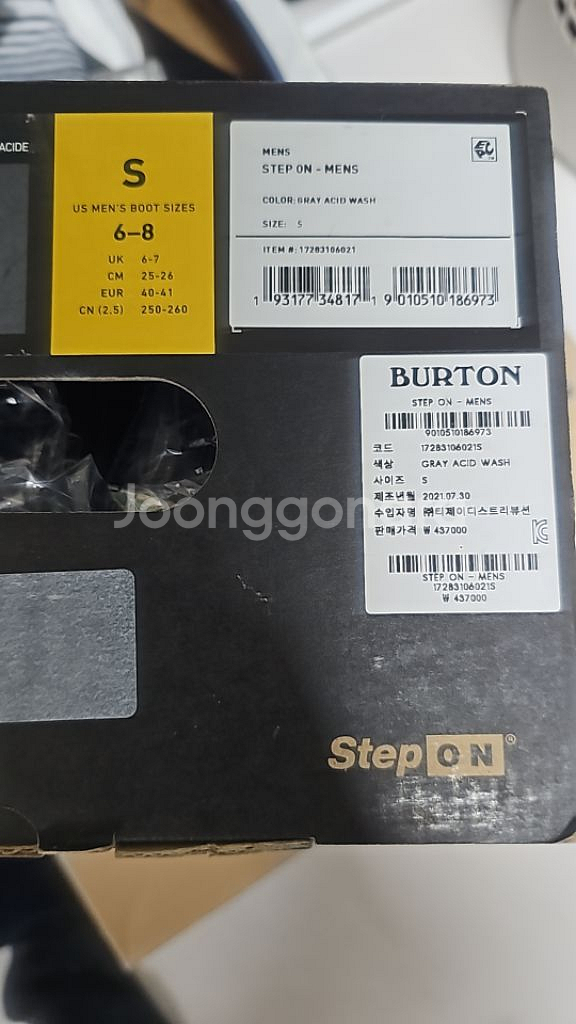 ACIDE
S
US MEN'S BOOT SIZES
6–8
UK 6-7
CM 25-26
EUR 40-41
CN (2.5) 250-260
MENS
STEP ON - MENS
COLOR: GRAY ACID WASH
SIZE: S
ITEM #: 17283106021
1 93177 34817 1 9 010510 186973
BURTON
STEP ON - MENS
9010510186973
코드 17283106021S
색상 GRAY ACID WASH
사이즈 S
제조년월 2021.07.30
수입자명 ㈜티제이디스트리뷰션
판매가격 ₩ 437000
STEP ON - MENS
17283106021S
₩ 437000
Step ON®